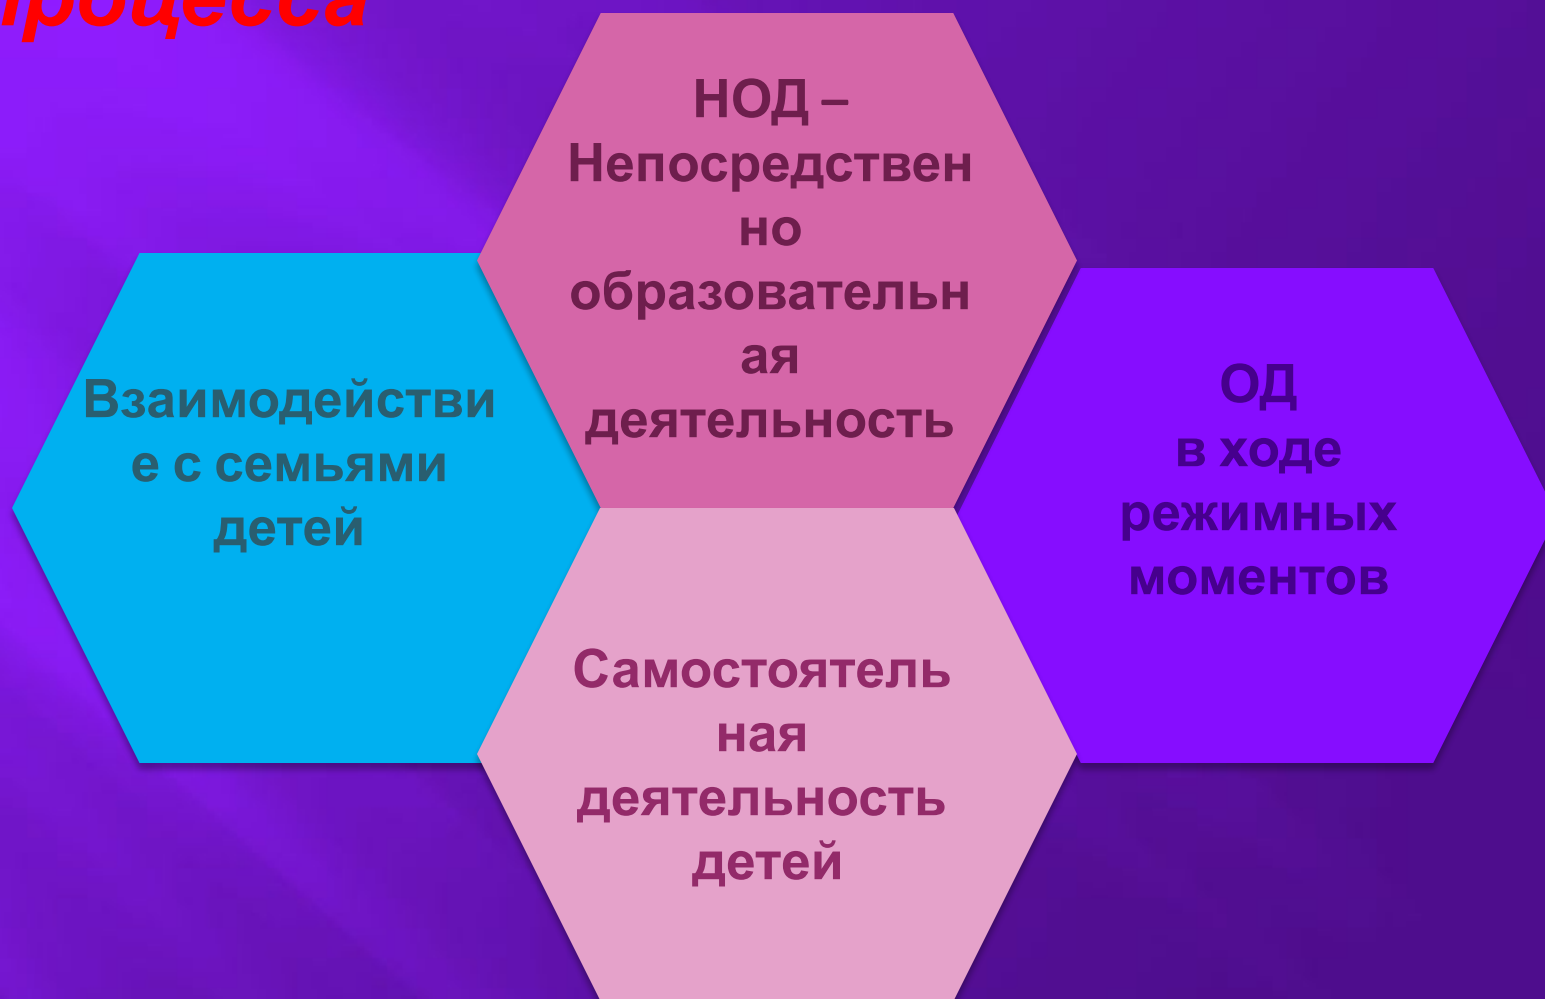 процесса
НОД –
Непосредствен
но
образовательн
ая
деятельность
Взаимодействи
е с семьями
детей
ОД
в ходе
режимных
моментов
Самостоятель
ная
деятельность
детей